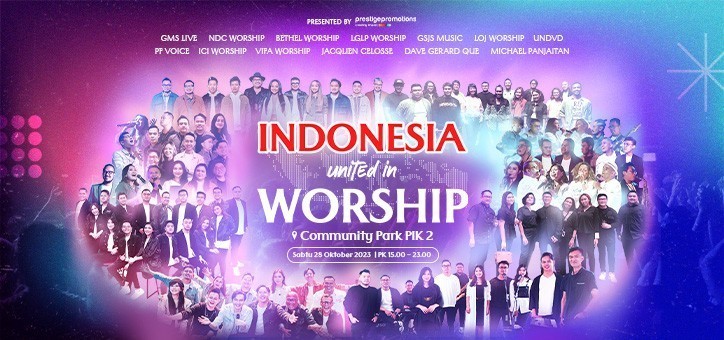 PRESENTED BY prestigepromotions
GMS LIVE NDC WORSHIP BETHEL WORSHIP LGLP WORSHIP GSJS MUSIC LOJ WORSHIP UNDVD
PF VOICE ICI WORSHIP VIFA WORSHIP JACQUEN CELOSSE DAVE GERARD QUE MICHAEL PANJAITAN
INDONESIA
united in
WORSHIP
Community Park PIK 2
Sabtu 28 Oktober 2023 | PK 15.00 – 23.00